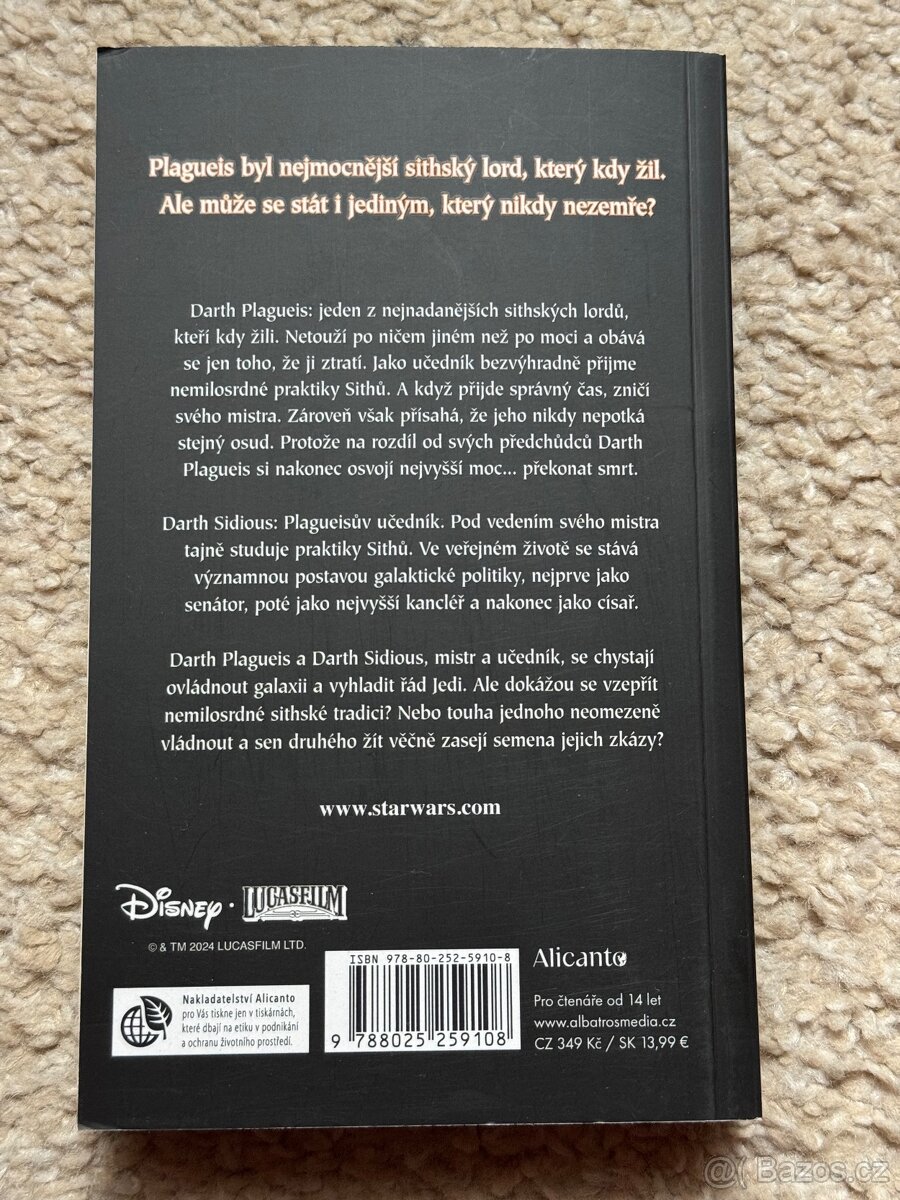 Plagueis byl nejmocnější sithský lord, který kdy žil.
Ale může se stát i jediným, který nikdy nezemře?
Darth Plagueis: jeden z nejnadanějších sithských lordů,
kteří kdy žili. Netouží po ničem jiném než po moci a obává
se jen toho, že ji ztratí. Jako učedník bezvýhradně přijme
nemilosrdné praktiky Sithů. A když přijde správný čas, zničí
svého mistra. Zároveň však přísahá, že jeho nikdy nepotká
stejný osud. Protože na rozdíl od svých předchůdců Darth
Plagueis si nakonec osvojí nejvyšší moc... překonat smrt.
Darth Sidious: Plagueisův učedník. Pod vedením svého mistra
tajně studuje praktiky Sithů. Ve veřejném životě se stává
významnou postavou galaktické politiky, nejprve jako
senátor, poté jako nejvyšší kancléř a nakonec jako císař.
Darth Plagueis a Darth Sidious, mistr a učedník, se chystají
ovládnout galaxii a vyhladit řád Jedi. Ale dokážou se vzepřít
nemilosrdné sithské tradici? Nebo touha jednoho neomezeně
vládnout a sen druhého žít věčně zasejí semena jejich zkázy?
www.starwars.com
Disney · LUCASFILM
© & TM 2024 LUCASFILM LTD.
Nakladatelství Alicanto
pro Vás tiskne jen v tiskárnách,
které dbají na etiku v podnikání
a ochranu životního prostředí.
ISBN 978-80-252-5910-8
9 788025 259108
Alicanto
Pro čtenáře od 14 let
www.albatrosmedia.cz
CZ 349 Kč / SK 13,99 €
@( Bazos.cz